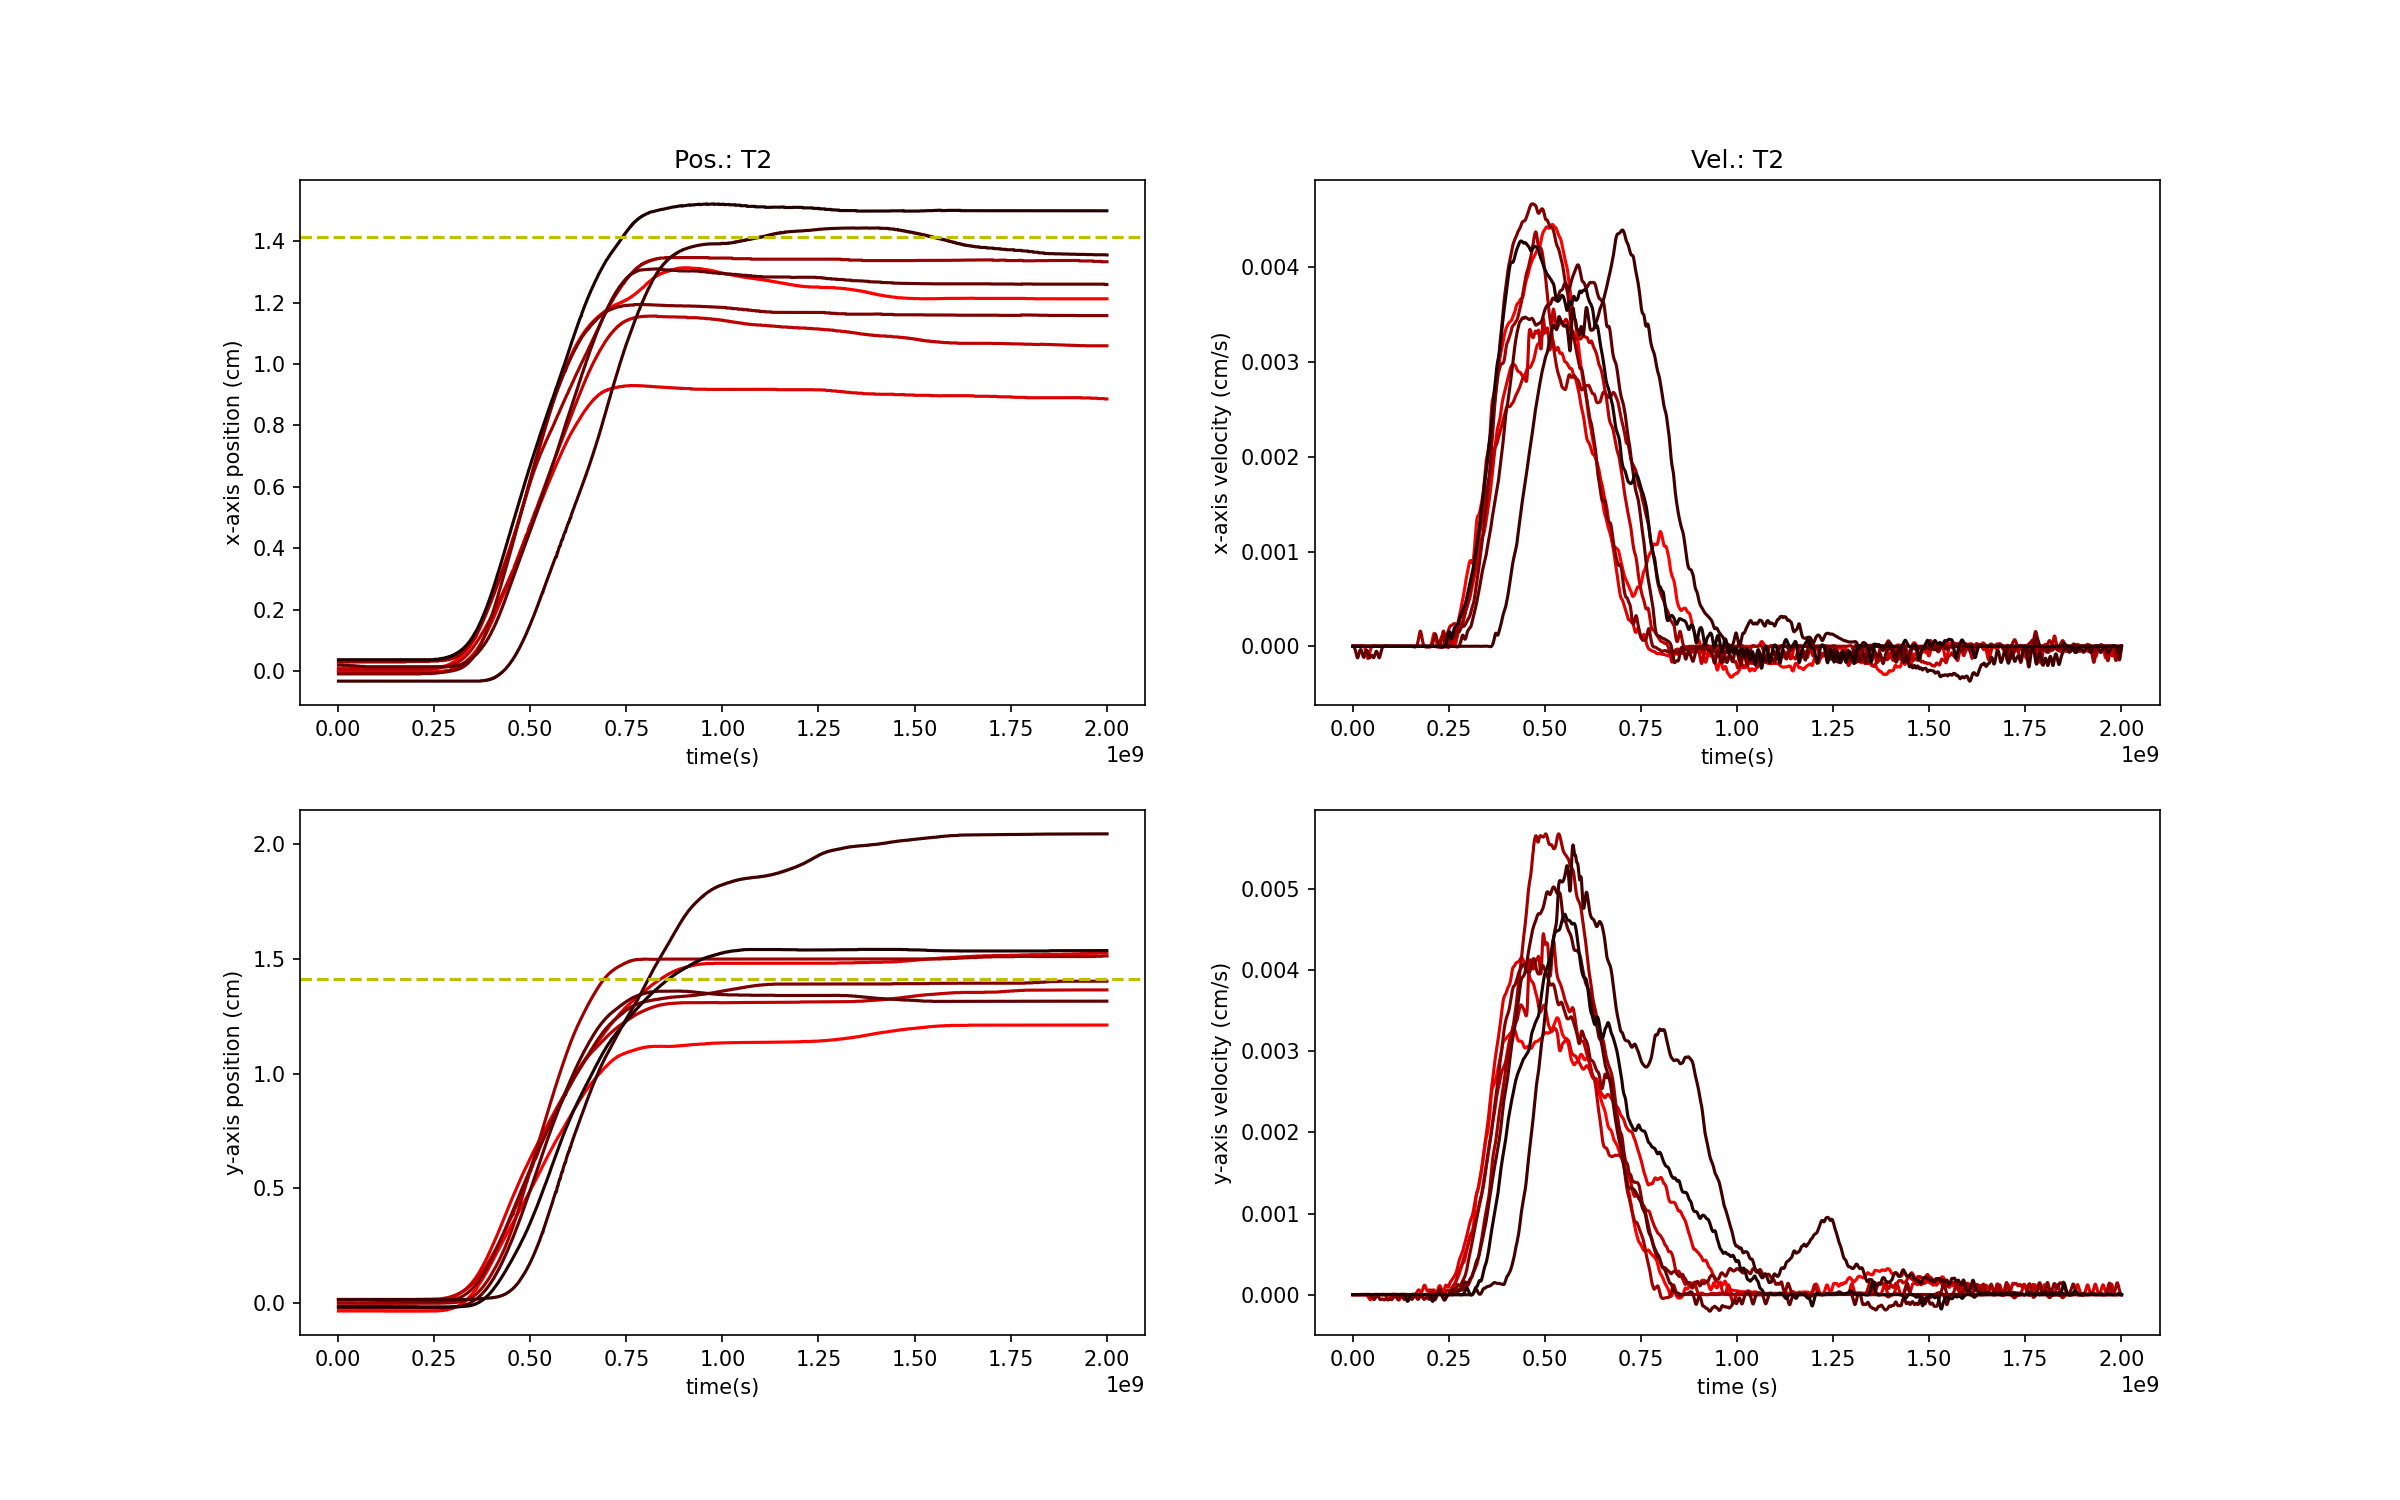 Pos.: T2
Vel.: T2
x-axis position (cm)
1.4
1.2
1.0
0.8
0.6
0.4
0.2
0.0
0.00 0.25 0.50 0.75 1.00 1.25 1.50 1.75 2.00
1e9
time(s)
x-axis velocity (cm/s)
0.004
0.003
0.002
0.001
0.000
0.00 0.25 0.50 0.75 1.00 1.25 1.50 1.75 2.00
1e9
time(s)
y-axis position (cm)
2.0
1.5
1.0
0.5
0.0
0.00 0.25 0.50 0.75 1.00 1.25 1.50 1.75 2.00
1e9
time(s)
y-axis velocity (cm/s)
0.005
0.004
0.003
0.002
0.001
0.000
0.00 0.25 0.50 0.75 1.00 1.25 1.50 1.75 2.00
1e9
time (s)